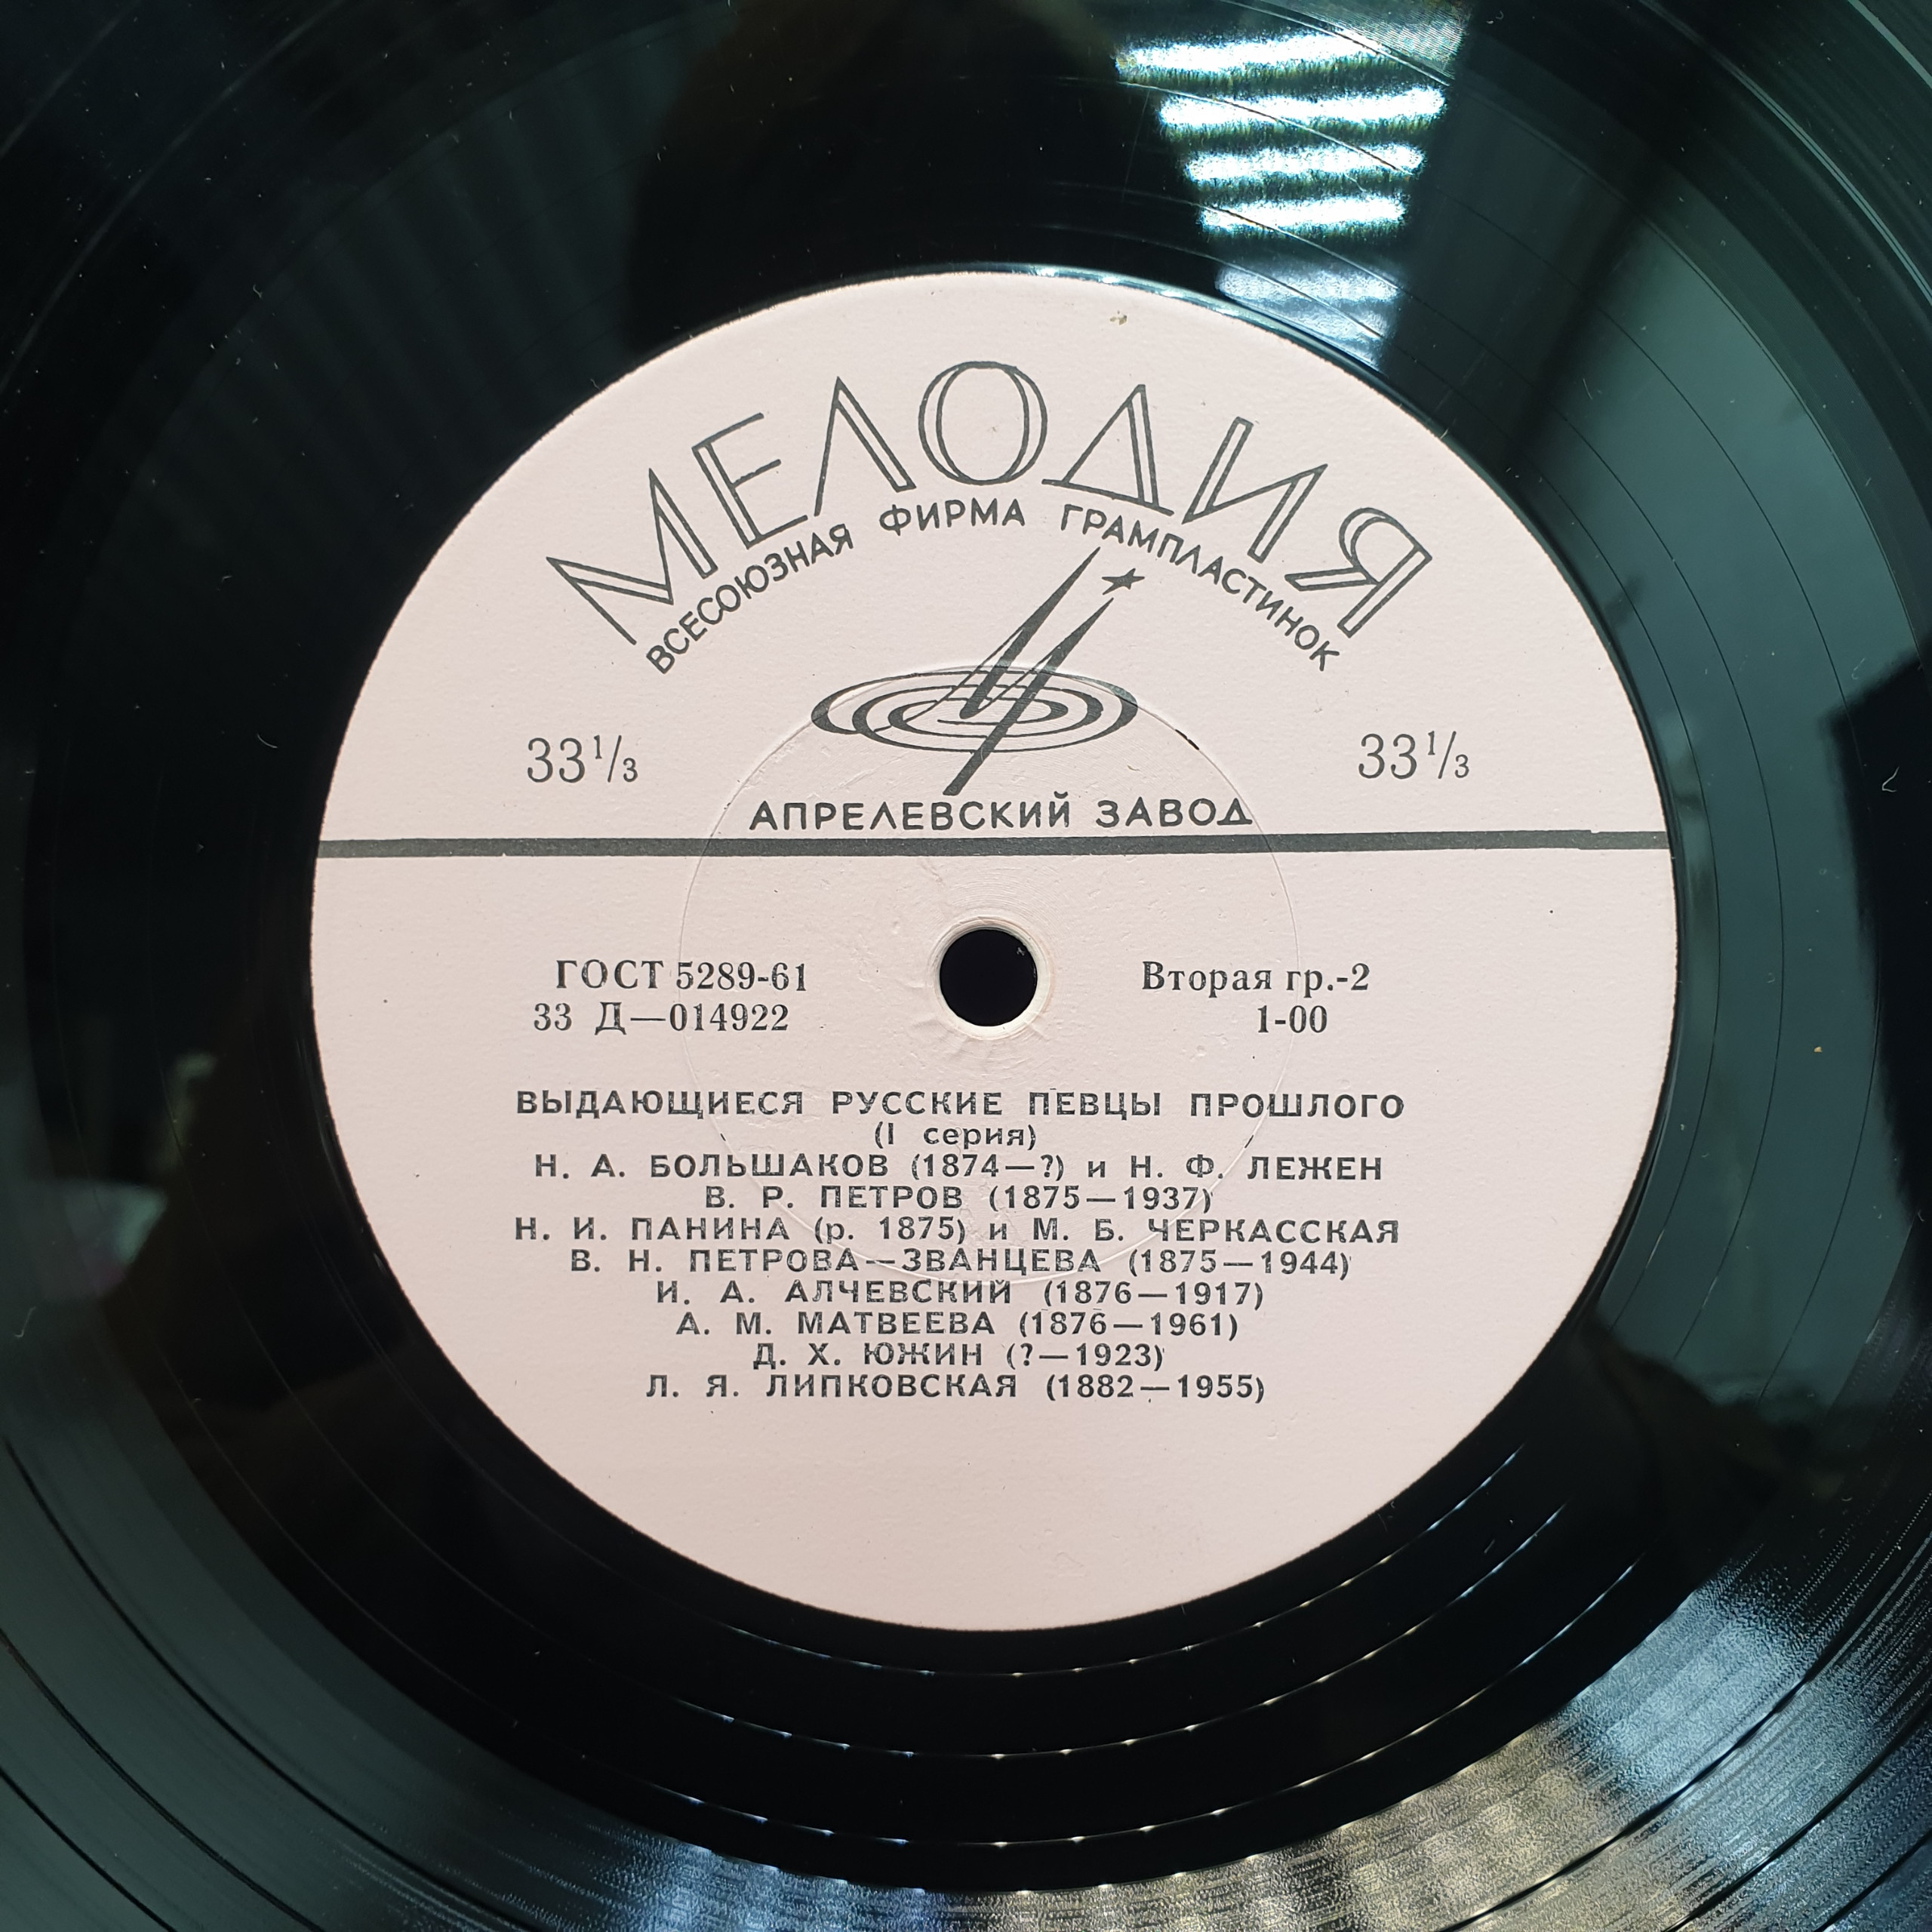 МЕЛОДИЯ
ВСЕСОЮЗНАЯ ФИРМА ГРАМПЛАСТИНОК
33 1/3 33 1/3
АПРЕЛЕВСКИЙ ЗАВОД
ГОСТ 5289-61 Вторая гр.-2
33 Д—014922 1-00
ВЫДАЮЩИЕСЯ РУССКИЕ ПЕВЦЫ ПРОШЛОГО
(I серия)
Н. А. БОЛЬШАКОВ (1874—?) и Н. Ф. ЛЕЖЕН
В. Р. ПЕТРОВ (1875—1937)
Н. И. ПАНИНА (р. 1875) и М. Б. ЧЕРКАССКАЯ
В. Н. ПЕТРОВА—ЗВАНЦЕВА (1875—1944)
И. А. АЛЧЕВСКИЙ (1876—1917)
А. М. МАТВЕЕВА (1876—1961)
Д. Х. ЮЖИН (?—1923)
Л. Я. ЛИПКОВСКАЯ (1882—1955)